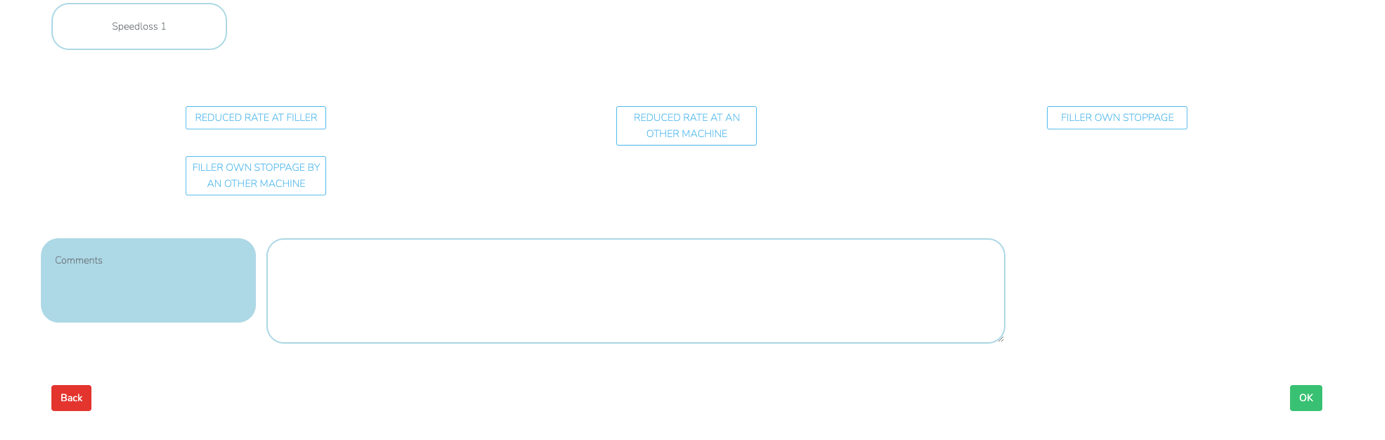 Speedloss 1
REDUCED RATE AT FILLER
REDUCED RATE AT AN
OTHER MACHINE
FILLER OWN STOPPAGE
FILLER OWN STOPPAGE BY
AN OTHER MACHINE
Comments
Back
OK